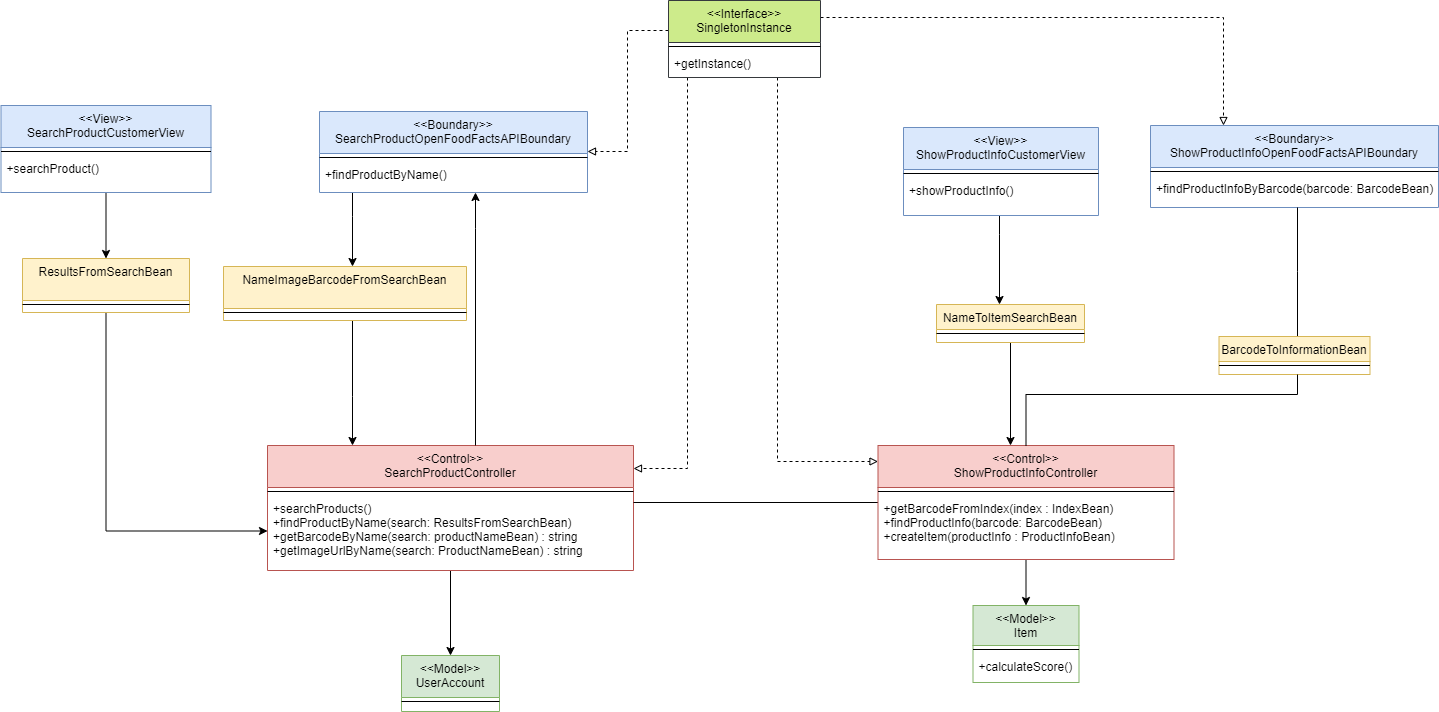 <<Interface>>
SingletonInstance
+getInstance()
<<View>>
SearchProductCustomerView
+searchProduct()
<<Boundary>>
SearchProductOpenFoodFactsAPIBoundary
+findProductByName()
<<View>>
ShowProductInfoCustomerView
+showProductInfo()
<<Boundary>>
ShowProductInfoOpenFoodFactsAPIBoundary
+findProductInfoByBarcode(barcode: BarcodeBean)
ResultsFromSearchBean
NameImageBarcodeFromSearchBean
NameToItemSearchBean
BarcodeToInformationBean
<<Control>>
SearchProductController
+searchProducts()
+findProductByName(search: ResultsFromSearchBean)
+getBarcodeByName(search: productNameBean) : string
+getImageUrlByName(search: ProductNameBean) : string
<<Control>>
ShowProductInfoController
+getBarcodeFromIndex(index : IndexBean)
+findProductInfo(barcode: BarcodeBean)
+createItem(productInfo : ProductInfoBean)
<<Model>>
Item
+calculateScore()
<<Model>>
UserAccount